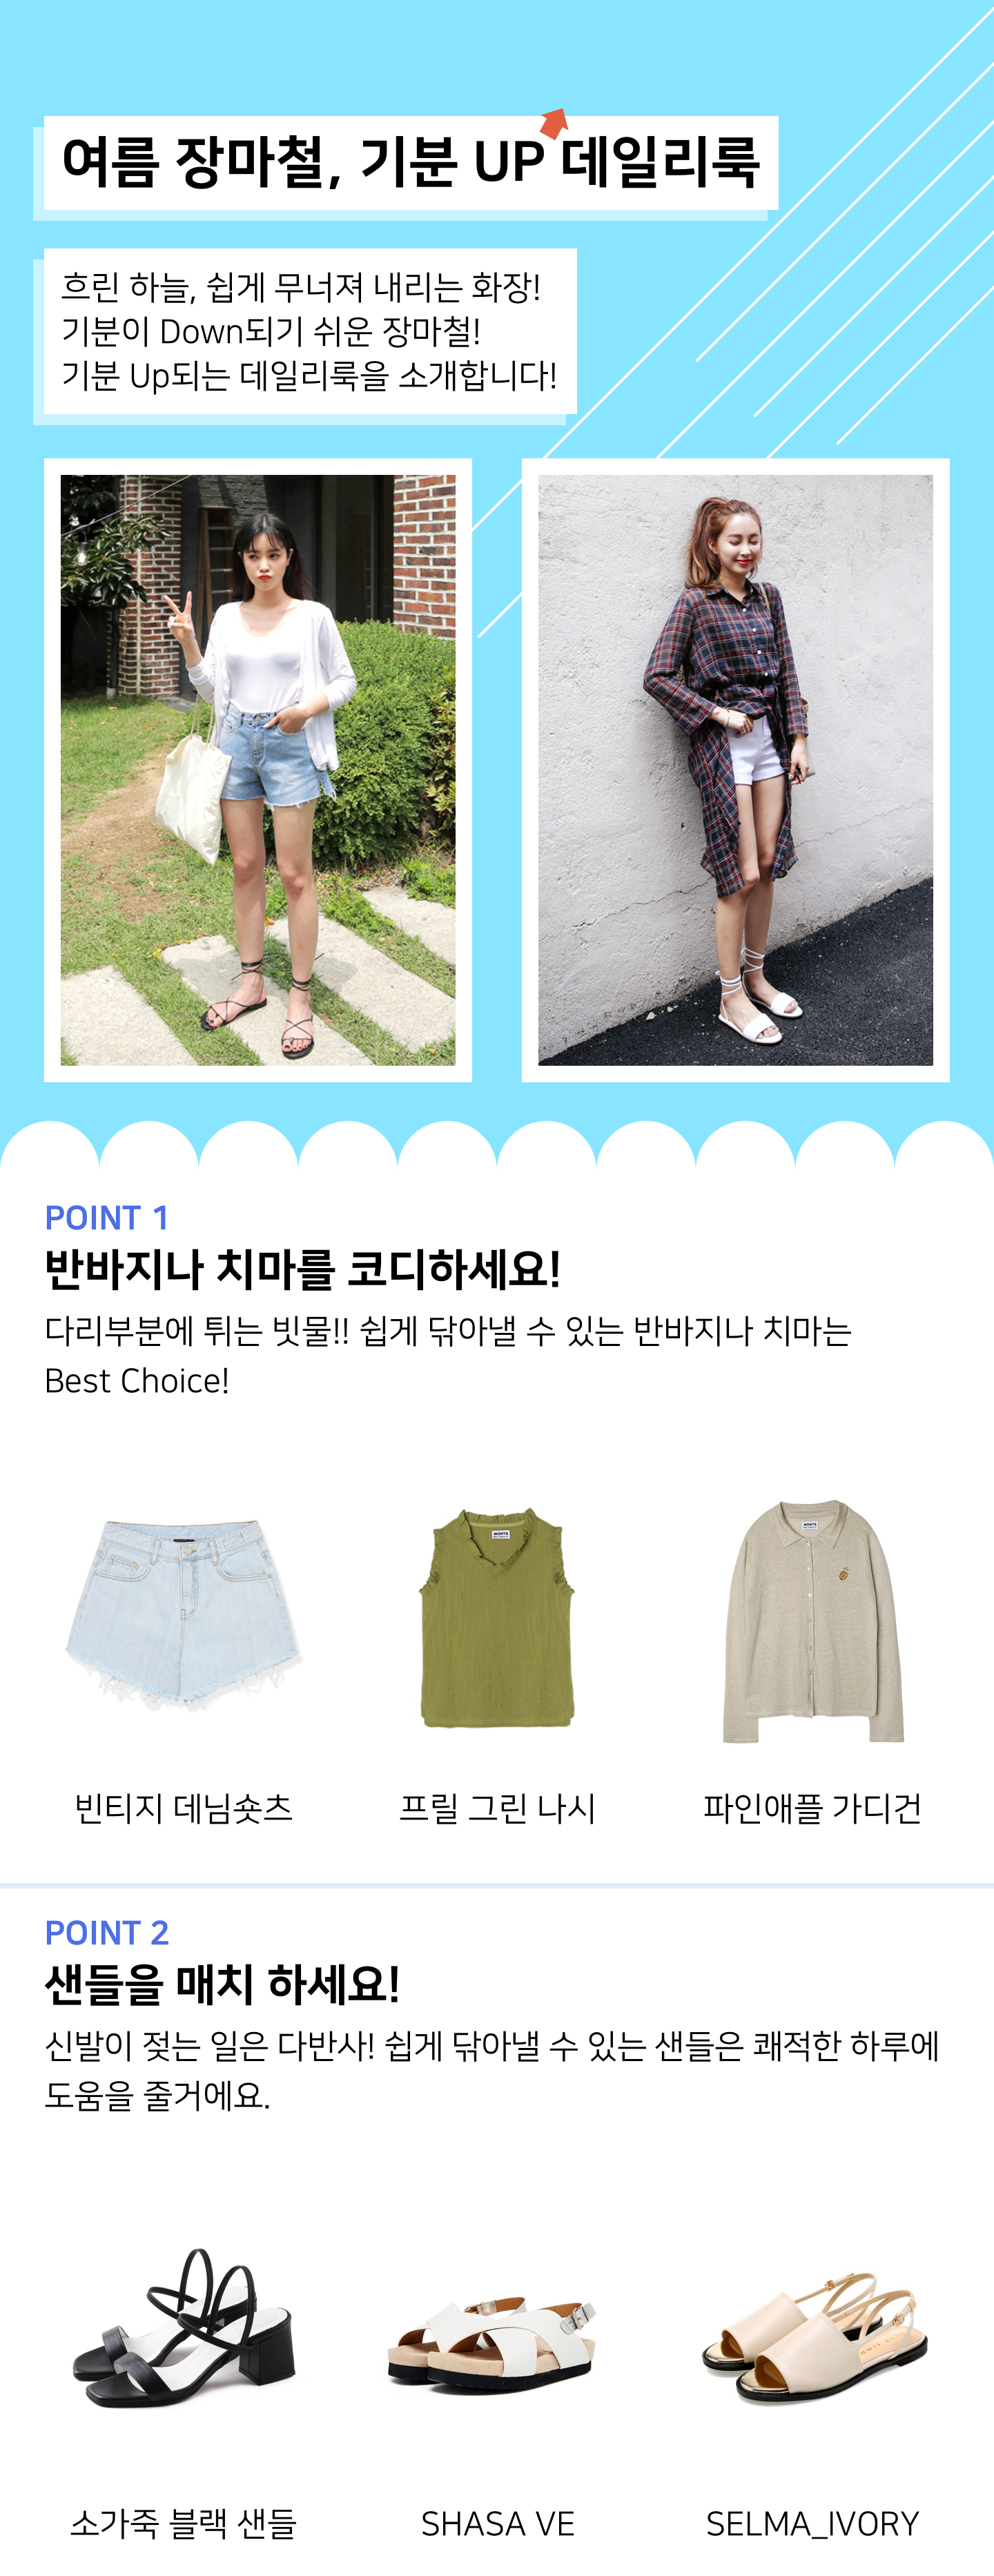 여름 장마철, 기분 UP 데일리룩
흐린 하늘, 쉽게 무너져 내리는 화장!
기분이 Down되기 쉬운 장마철!
기분 Up되는 데일리룩을 소개합니다!
POINT 1
반바지나 치마를 코디하세요!
다리부분에 튀는 빗물!! 쉽게 닦아낼 수 있는 반바지나 치마는
Best Choice!
빈티지 데님숏츠
프릴 그린 나시
파인애플 가디건
POINT 2
샌들을 매치 하세요!
신발이 젖는 일은 다반사! 쉽게 닦아낼 수 있는 샌들은 쾌적한 하루에
도움을 줄거에요.
소가죽 블랙 샌들
SHASA VE
SELMA_IVORY